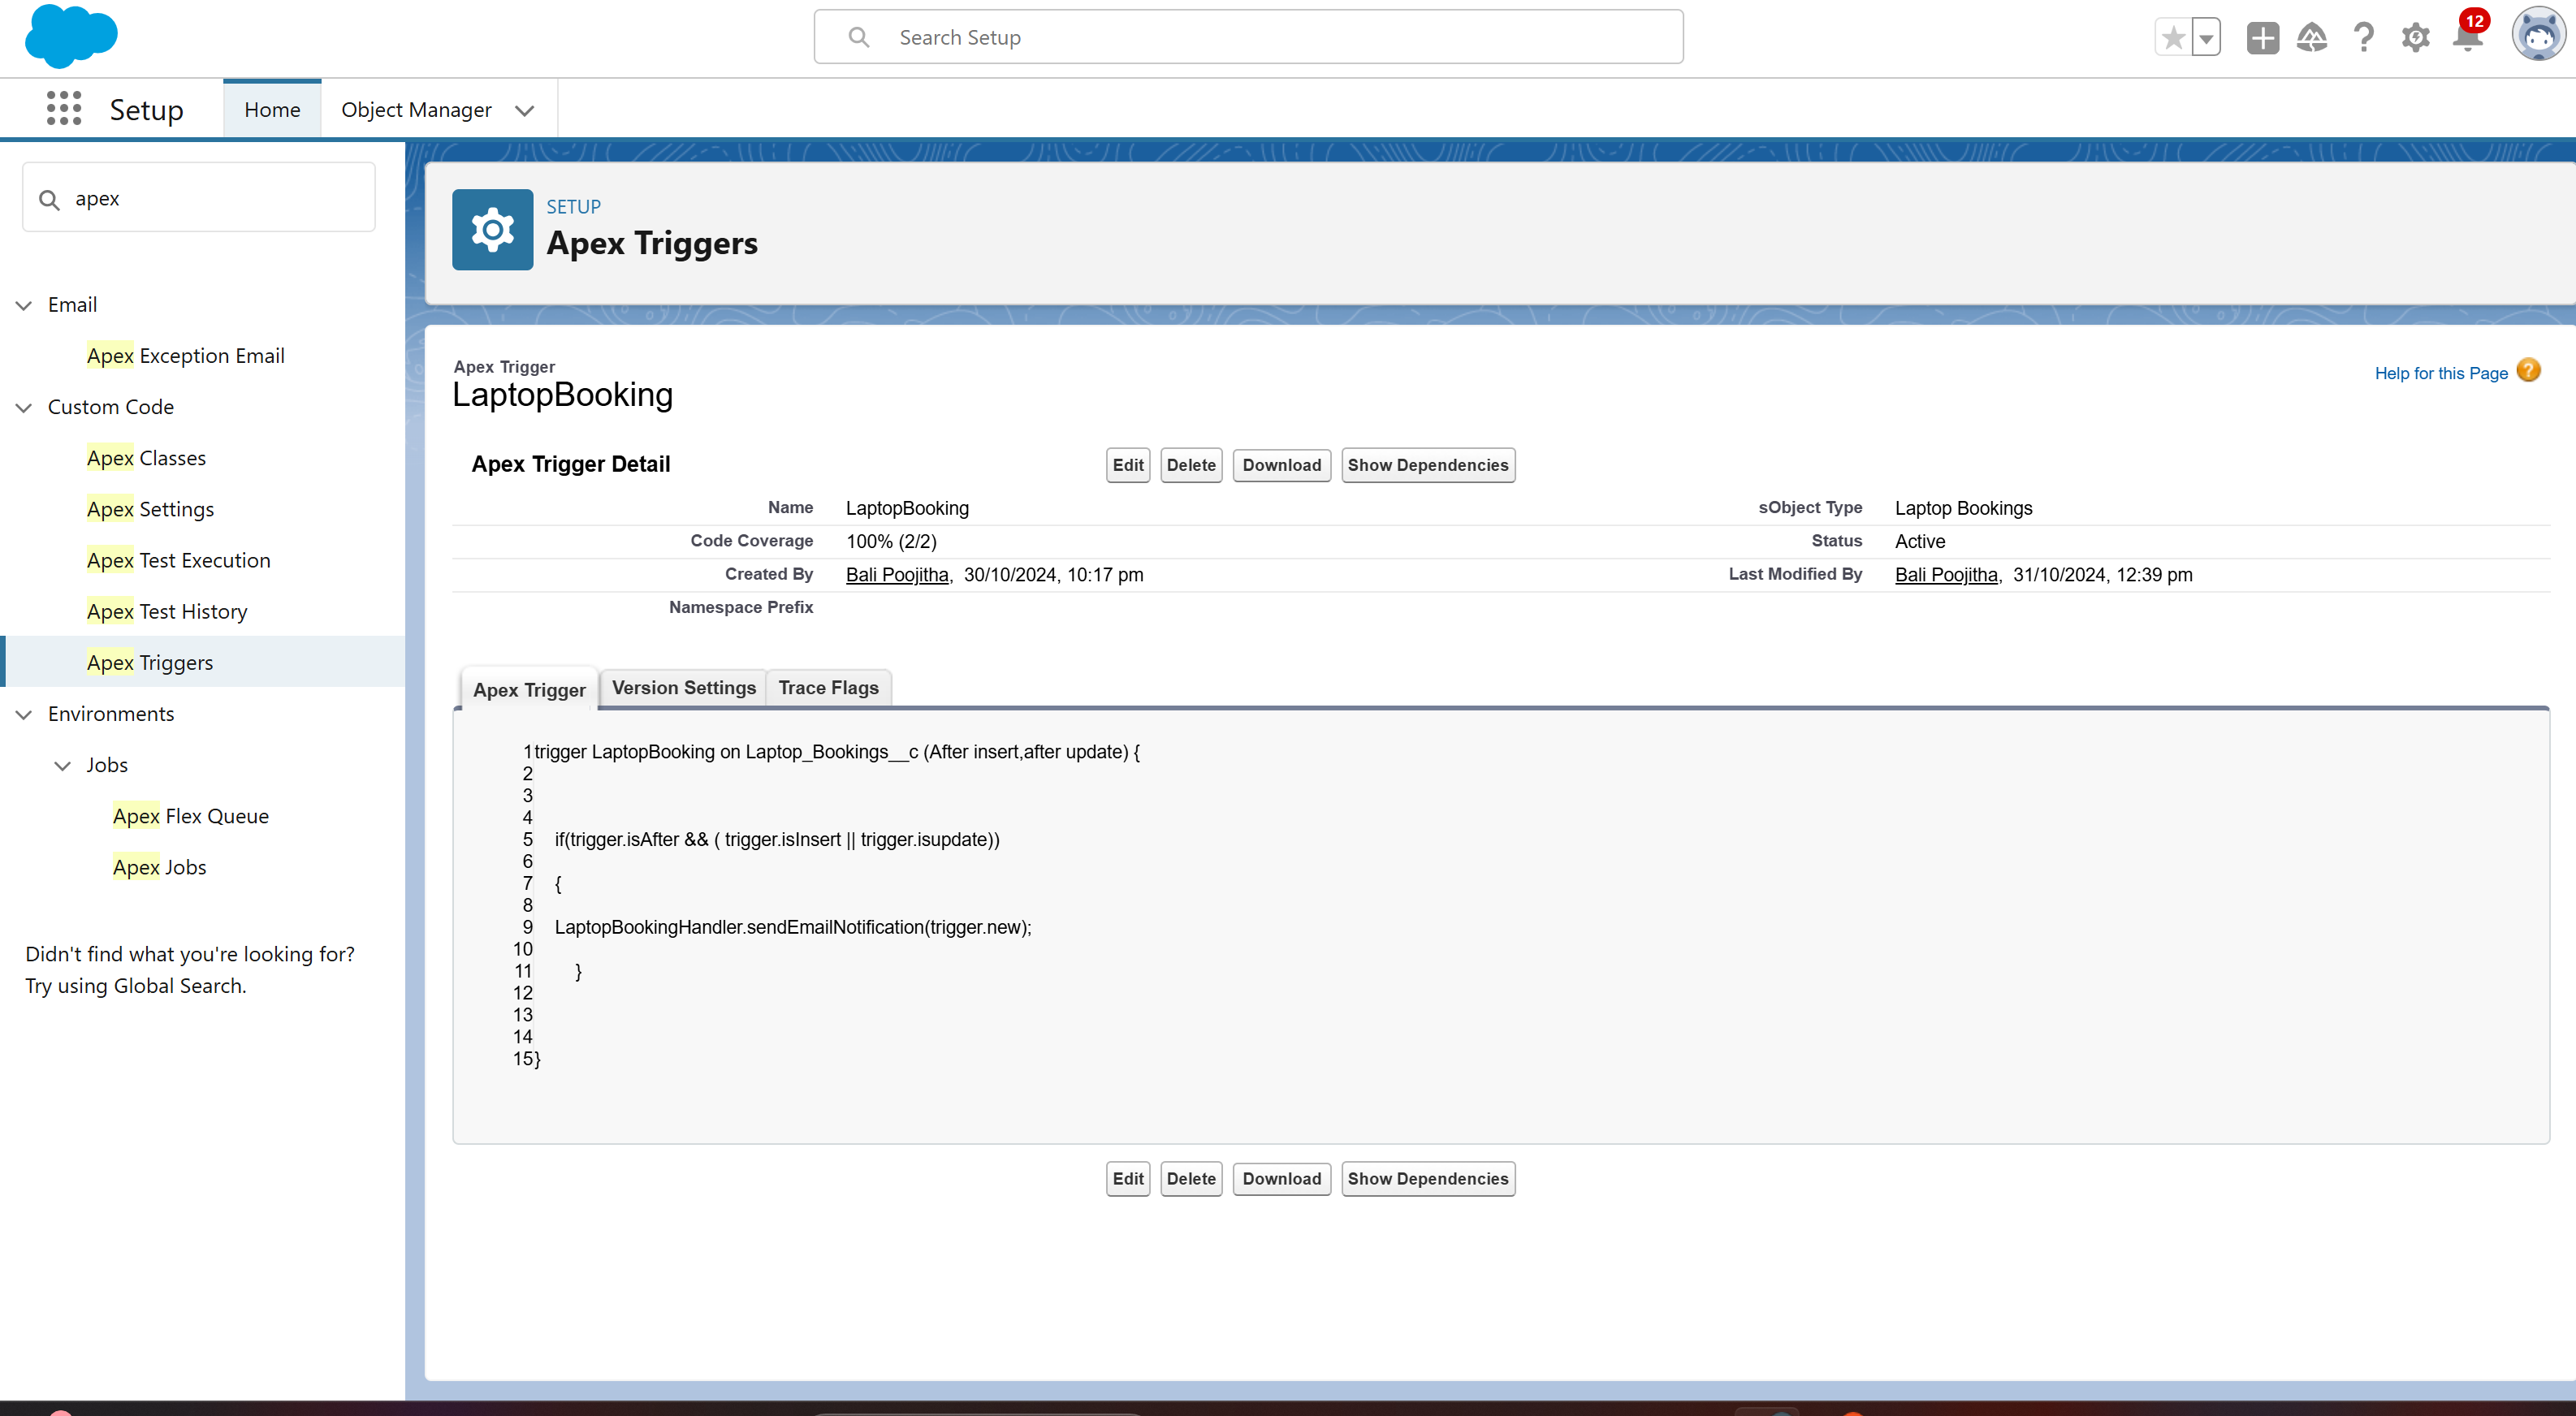 Search Setup
12
Setup
Home
Object Manager
apex
Email
Apex Exception Email
Custom Code
Apex Classes
Apex Settings
Apex Test Execution
Apex Test History
Apex Triggers
Environments
Jobs
Apex Flex Queue
Apex Jobs
Didn't find what you're looking for?
Try using Global Search.
SETUP
Apex Triggers
Apex Trigger
LaptopBooking
Help for this Page
Apex Trigger Detail
Edit Delete Download Show Dependencies
Name LaptopBooking sObject Type Laptop Bookings
Code Coverage 100% (2/2) Status Active
Created By Bali Poojitha, 30/10/2024, 10:17 pm Last Modified By Bali Poojitha, 31/10/2024, 12:39 pm
Namespace Prefix
Apex Trigger Version Settings Trace Flags
1 trigger LaptopBooking on Laptop_Bookings__c (After insert,after update) {
2
3
4
5 if(trigger.isAfter && ( trigger.isInsert || trigger.isupdate))
6
7 {
8
9 LaptopBookingHandler.sendEmailNotification(trigger.new);
10
11 }
12
13
14
15 }
Edit Delete Download Show Dependencies